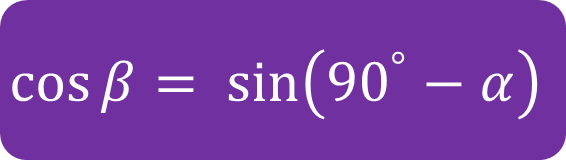 cos β = sin(90° − α)